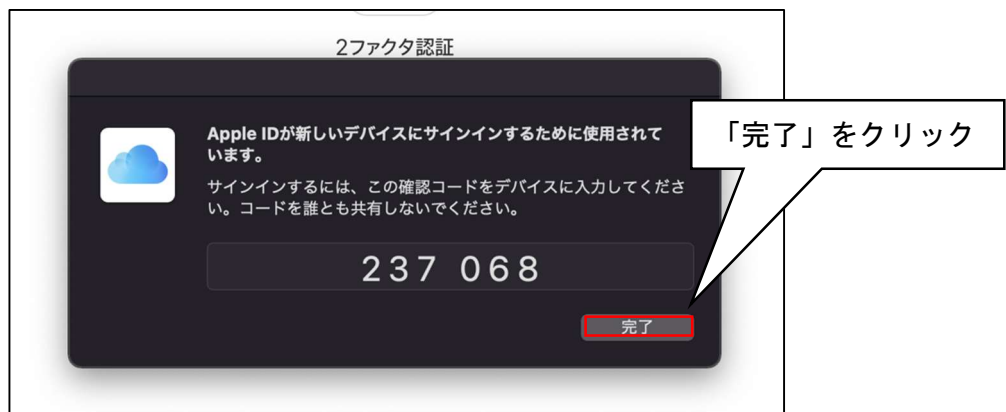 2ファクタ認証
Apple IDが新しいデバイスにサインインするために使用されて
います。
サインインするには、この確認コードをデバイスに入力してくださ
い。コードを誰とも共有しないでください。
237 068
完了
「完了」をクリック